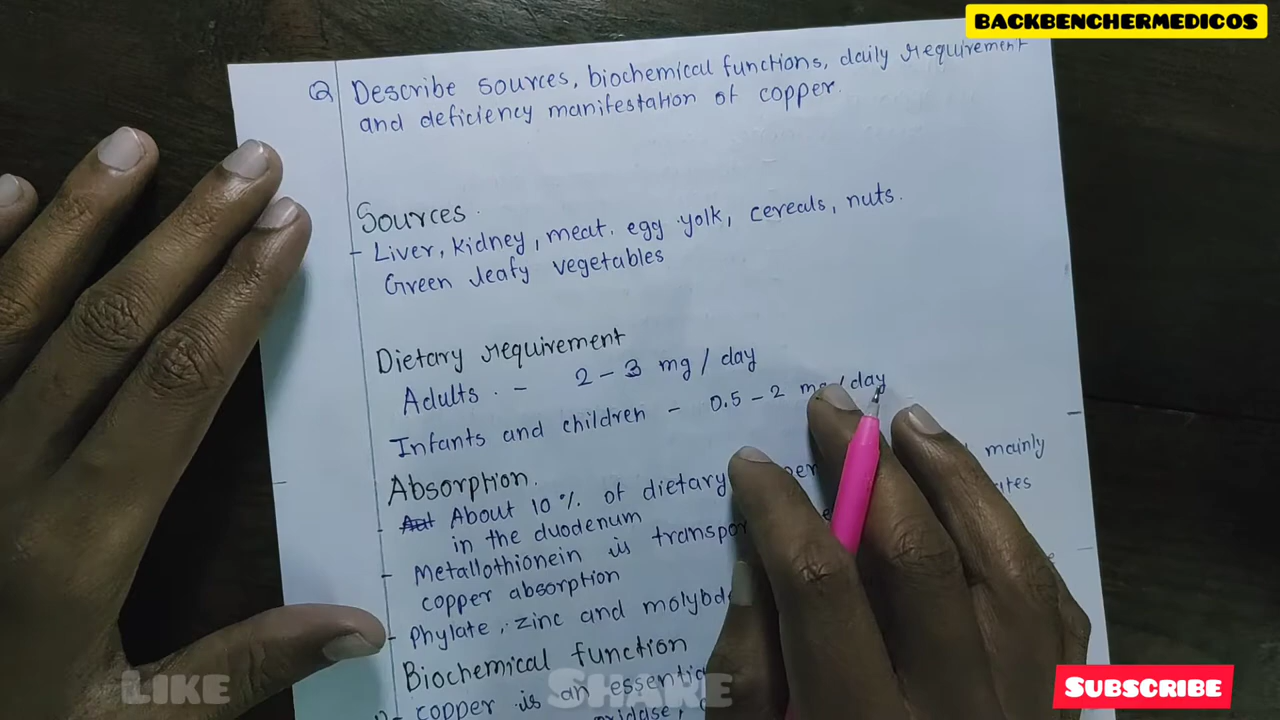 BACKBENCHERMEDICOS
Q Describe sources, biochemical functions, daily requirement
and deficiency manifestation of copper.
Sources.
- Liver, kidney, meat. egg yolk, cereals, nuts.
Green leafy vegetables
Dietary requirement
Adults. - 2-3 mg / day
Infants and children - 0.5-2 mg/day
Absorption.
- About 10% of dietary mainly
in the duodenum
- Metallothionein is
copper absorption
- Phylate, zinc and
Biochemical function
1)- copper is an
LIKE
SHARE
SUBSCRIBE